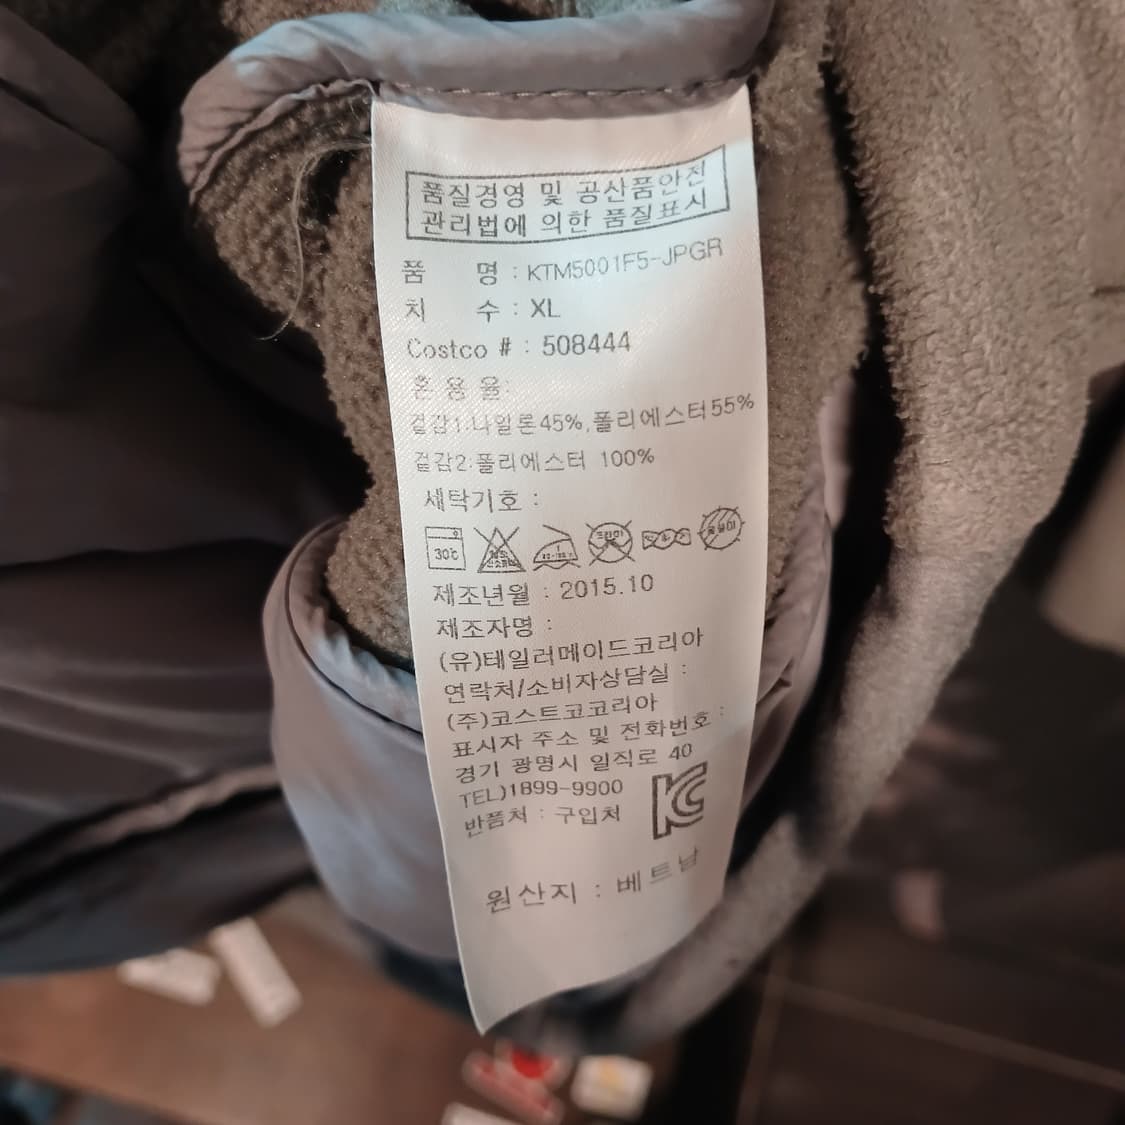 품질경영 및 공산품안전
관리법에 의한 품질표시
품 명 : KTM5001F5-JPGR
치 수 : XL
Costco # : 508444
혼 용 율:
겉감1:나일론45%,폴리에스터55%
겉감2:폴리에스터 100%
세탁기호 :
30℃
제조년월 : 2015.10
제조자명 :
(유)테일러메이드코리아
연락처/소비자상담실 :
(주)코스트코코리아
표시자 주소 및 전화번호 :
경기 광명시 일직로 40
TEL)1899-9900
반품처 : 구입처
원산지 : 베트남